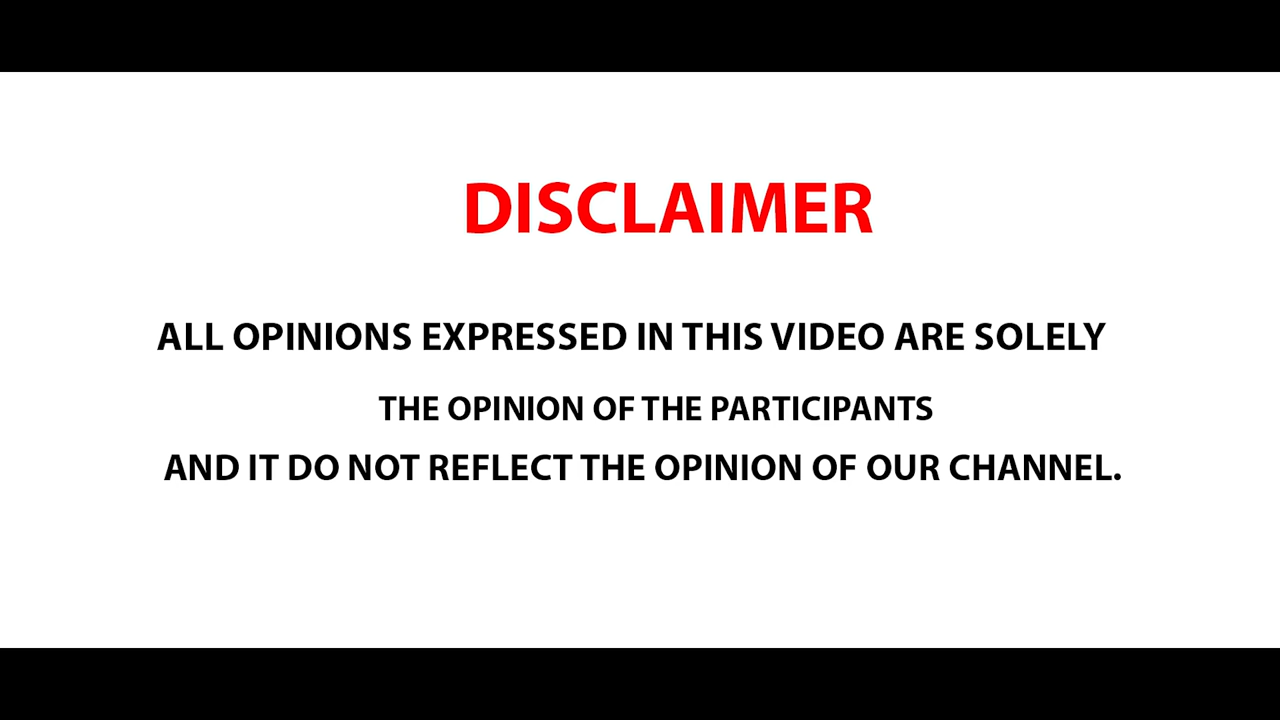 DISCLAIMER
ALL OPINIONS EXPRESSED IN THIS VIDEO ARE SOLELY
THE OPINION OF THE PARTICIPANTS
AND IT DO NOT REFLECT THE OPINION OF OUR CHANNEL.